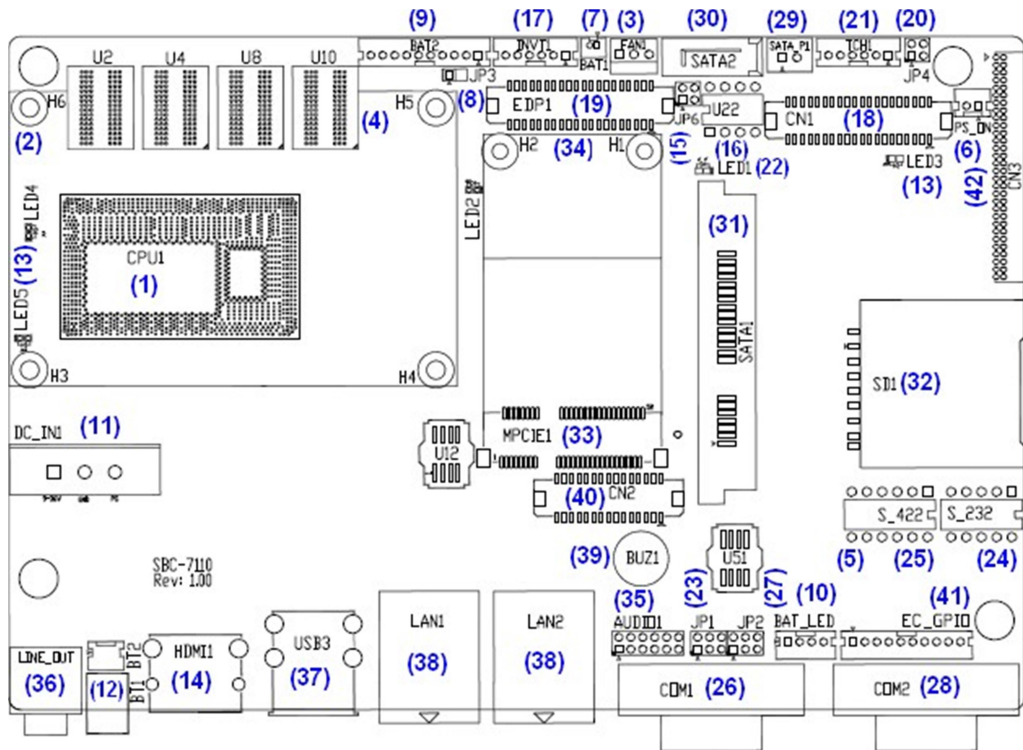 (9) (17) (7) (3) (30) (29) (21) (20)
U2 U4 U8 U10 BAT2 INVT1 BAT1 FAN1 SATA2 SATA_P1 TCH1 JP4
JP3
H6 H5 (8) EDP1 (19) JP6 U22 CN1 (18) PS_ON
(2) (4) (34) (15) (16) (6)
H2 H1 LED1 (22) LED3
(13) (42) CN3
LED4 LED2 (31)
(13) CPU1
(1)
LED5 SATA1
H3 H4 SD1 (32)
DC_IN1 (11)
U12 MPCIE1 (33)
9~36V GND
(40) CN2
S_422 S_232
(39) BUZ1 U51 (5) (25) (24)
SBC-7110
Rev: 1.00
(35) (23) (27) (10) (41)
AUDIO1 JP1 JP2 BAT_LED EC_GPIO
LINE_OUT BT2 HDMI1 USB3 LAN1 LAN2
(36) (12) BT1 (14) (37) (38) (38) COM1 (26) COM2 (28)